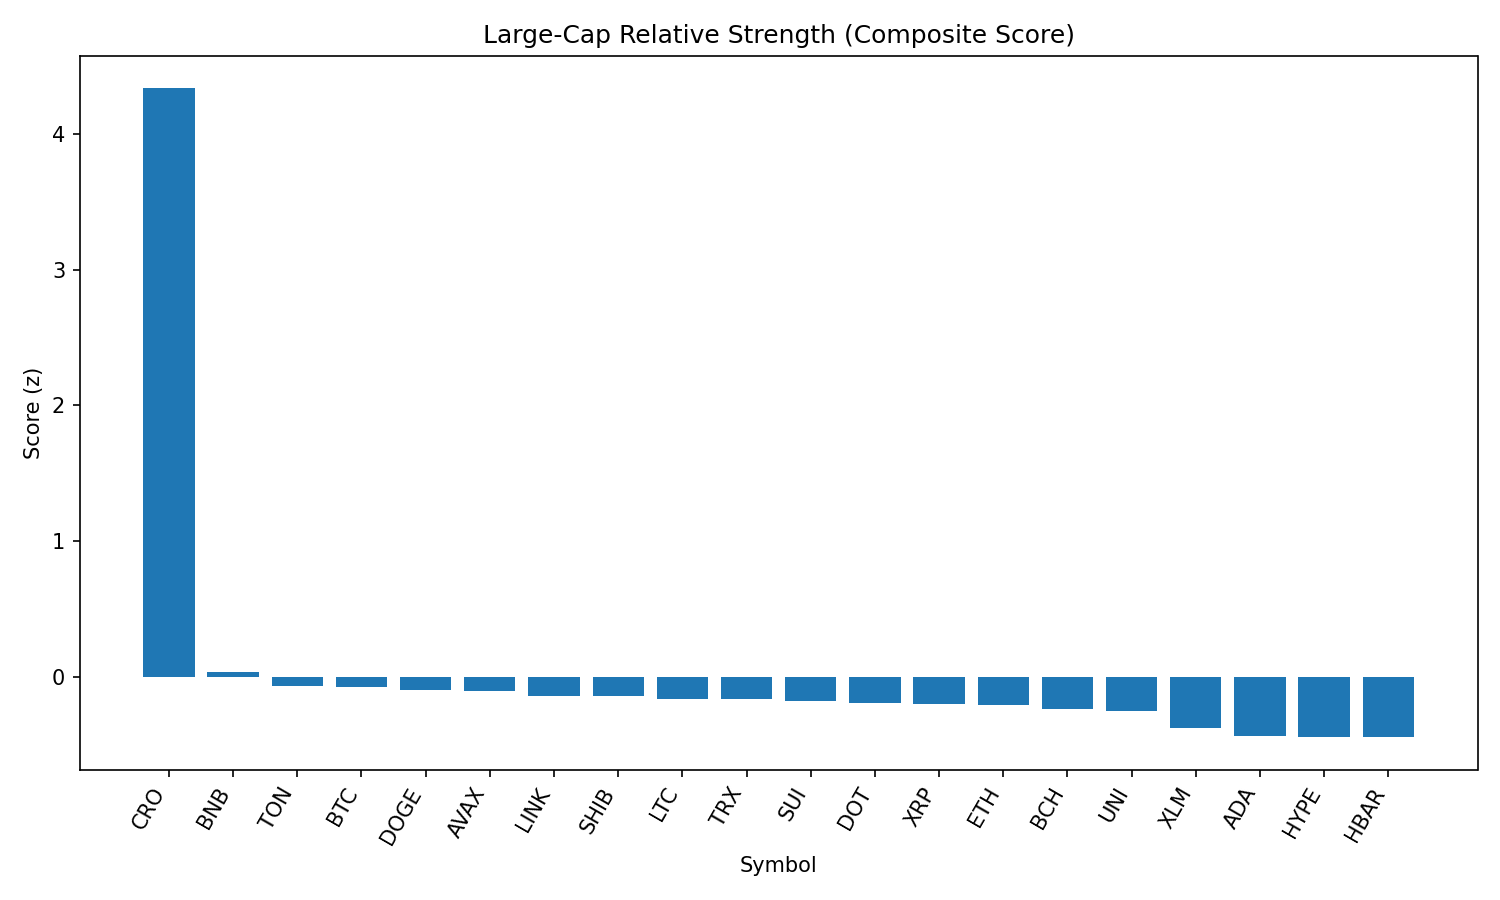 Large-Cap Relative Strength (Composite Score)
Score (z)
4
3
2
1
0
CRO
BNB
TON
BTC
DOGE
AVAX
LINK
SHIB
LTC
TRX
SUI
DOT
XRP
ETH
BCH
UNI
XLM
ADA
HYPE
HBAR
Symbol